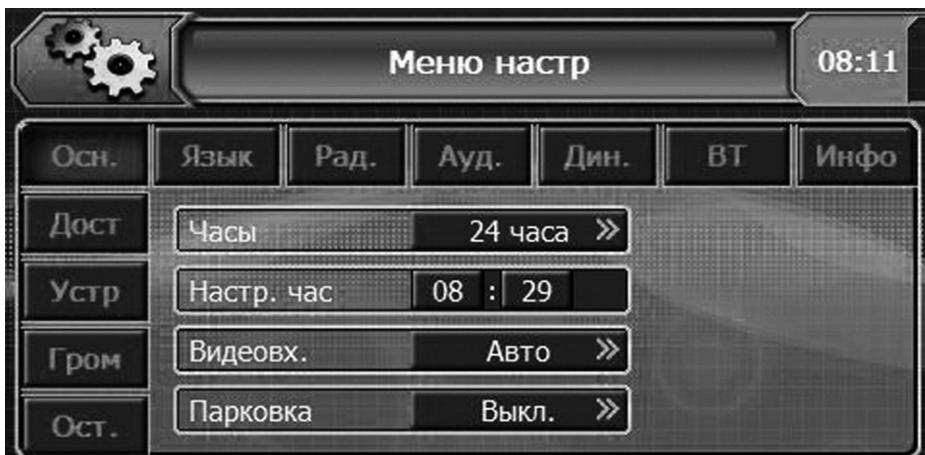 Меню настр 08:11
Осн. Язык Рад. Ауд. Дин. BT Инфо
Дост Часы 24 часа »
Устр Настр. час 08 : 29
Гром Видеовх. Авто »
Ост. Парковка Выкл. »